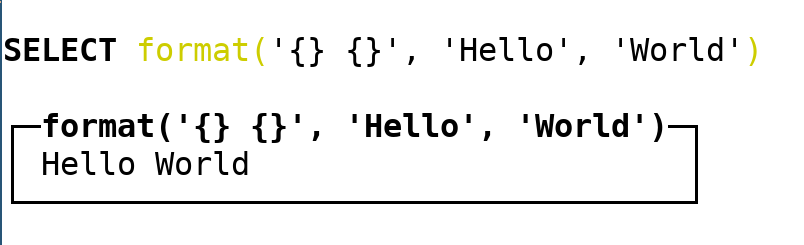 SELECT format('{} {}', 'Hello', 'World')
format('{} {}', 'Hello', 'World')
Hello World